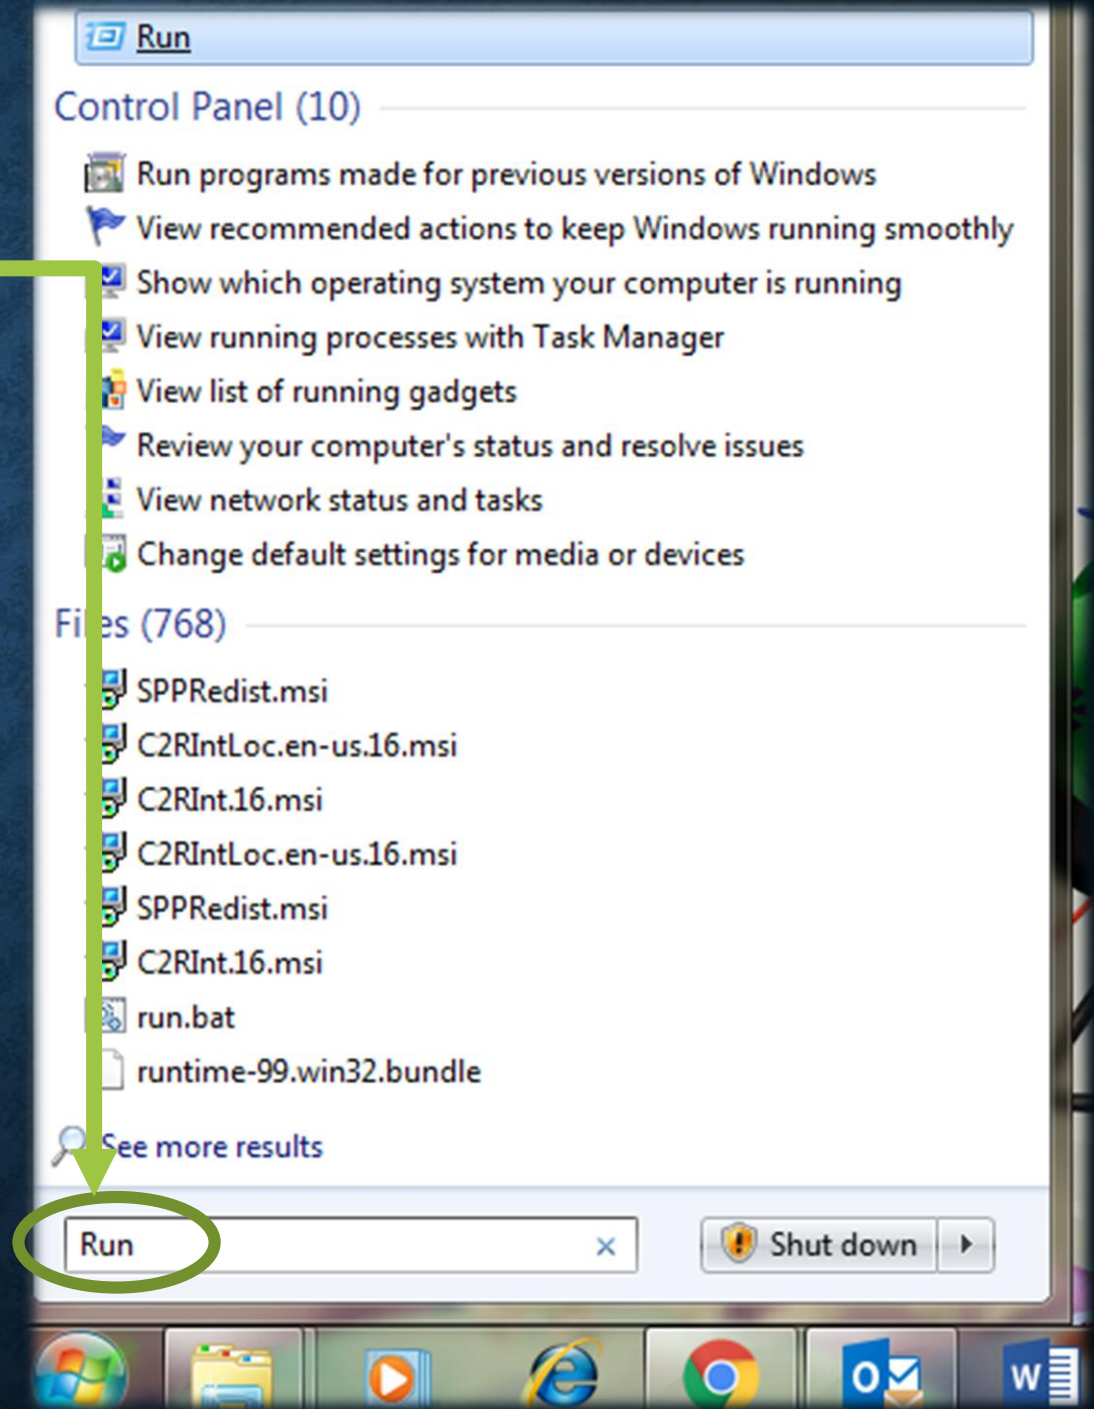 Run
Control Panel (10)
Run programs made for previous versions of Windows
View recommended actions to keep Windows running smoothly
Show which operating system your computer is running
View running processes with Task Manager
View list of running gadgets
Review your computer's status and resolve issues
View network status and tasks
Change default settings for media or devices
Files (768)
SPPRedist.msi
C2RIntLoc.en-us.16.msi
C2RInt.16.msi
C2RIntLoc.en-us.16.msi
SPPRedist.msi
C2RInt.16.msi
run.bat
runtime-99.win32.bundle
See more results
Run
Shut down